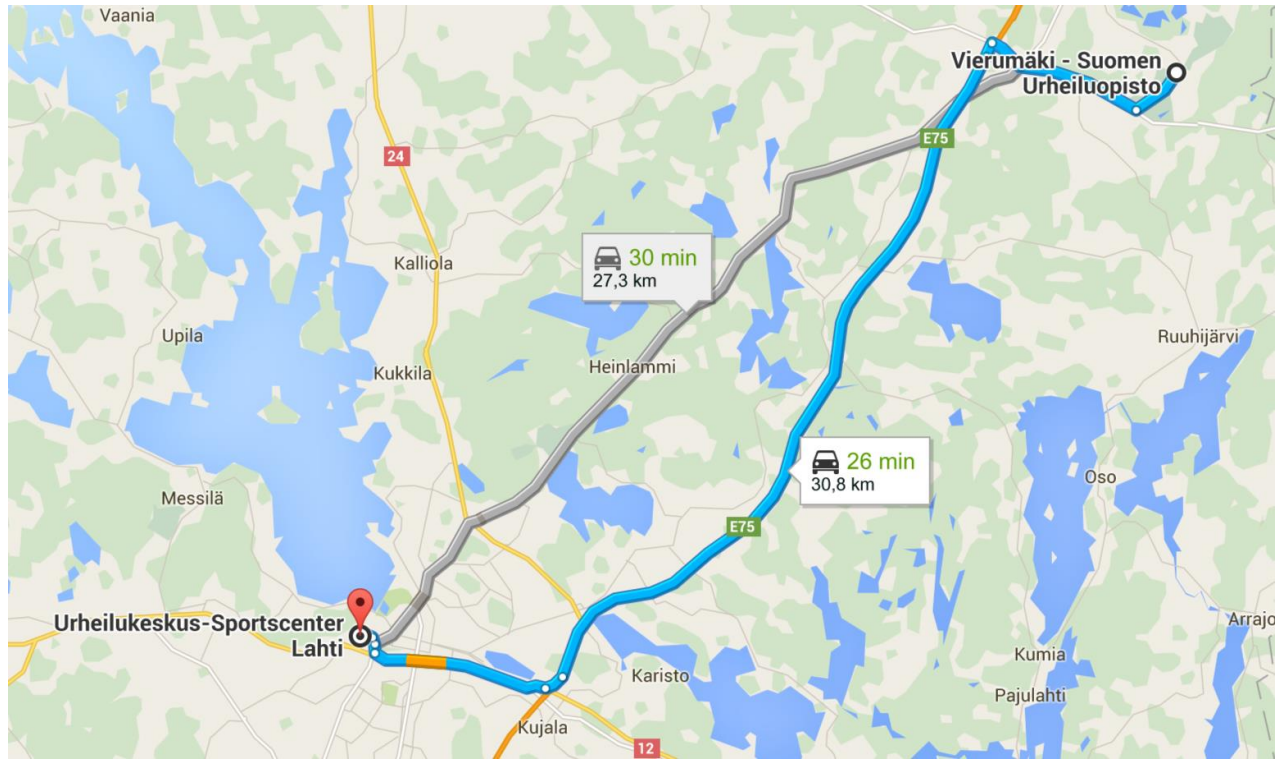 Vaania
Vierumäki - Suomen
Urheiluopisto
E75
24
30 min
27,3 km
Kalliola
Upila
Ruuhijärvi
Kukkila
Heinlammi
26 min
30,8 km
Oso
Messilä
E75
Urheilukeskus-Sportscenter
Lahti
Arrajo
Kumia
Karisto
Pajulahti
Kujala
12